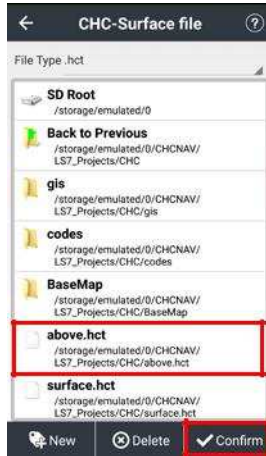 CHC-Surface file ?
File Type .hct
SD Root
/storage/emulated/0
Back to Previous
/storage/emulated/0/CHCNAV/
LS7_Projects/CHC
gis
/storage/emulated/0/CHCNAV/
LS7_Projects/CHC/gis
codes
/storage/emulated/0/CHCNAV/
LS7_Projects/CHC/codes
BaseMap
/storage/emulated/0/CHCNAV/
LS7_Projects/CHC/BaseMap
above.hct
/storage/emulated/0/CHCNAV/
LS7_Projects/CHC/above.hct
surface.hct
/storage/emulated/0/CHCNAV/
LS7_Projects/CHC/surface.hct
New Delete Confirm